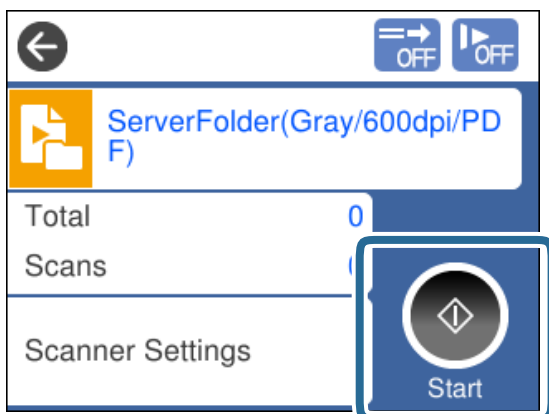 OFF
OFF
ServerFolder(Gray/600dpi/PD
F)
Total
0
Scans
Scanner Settings
Start